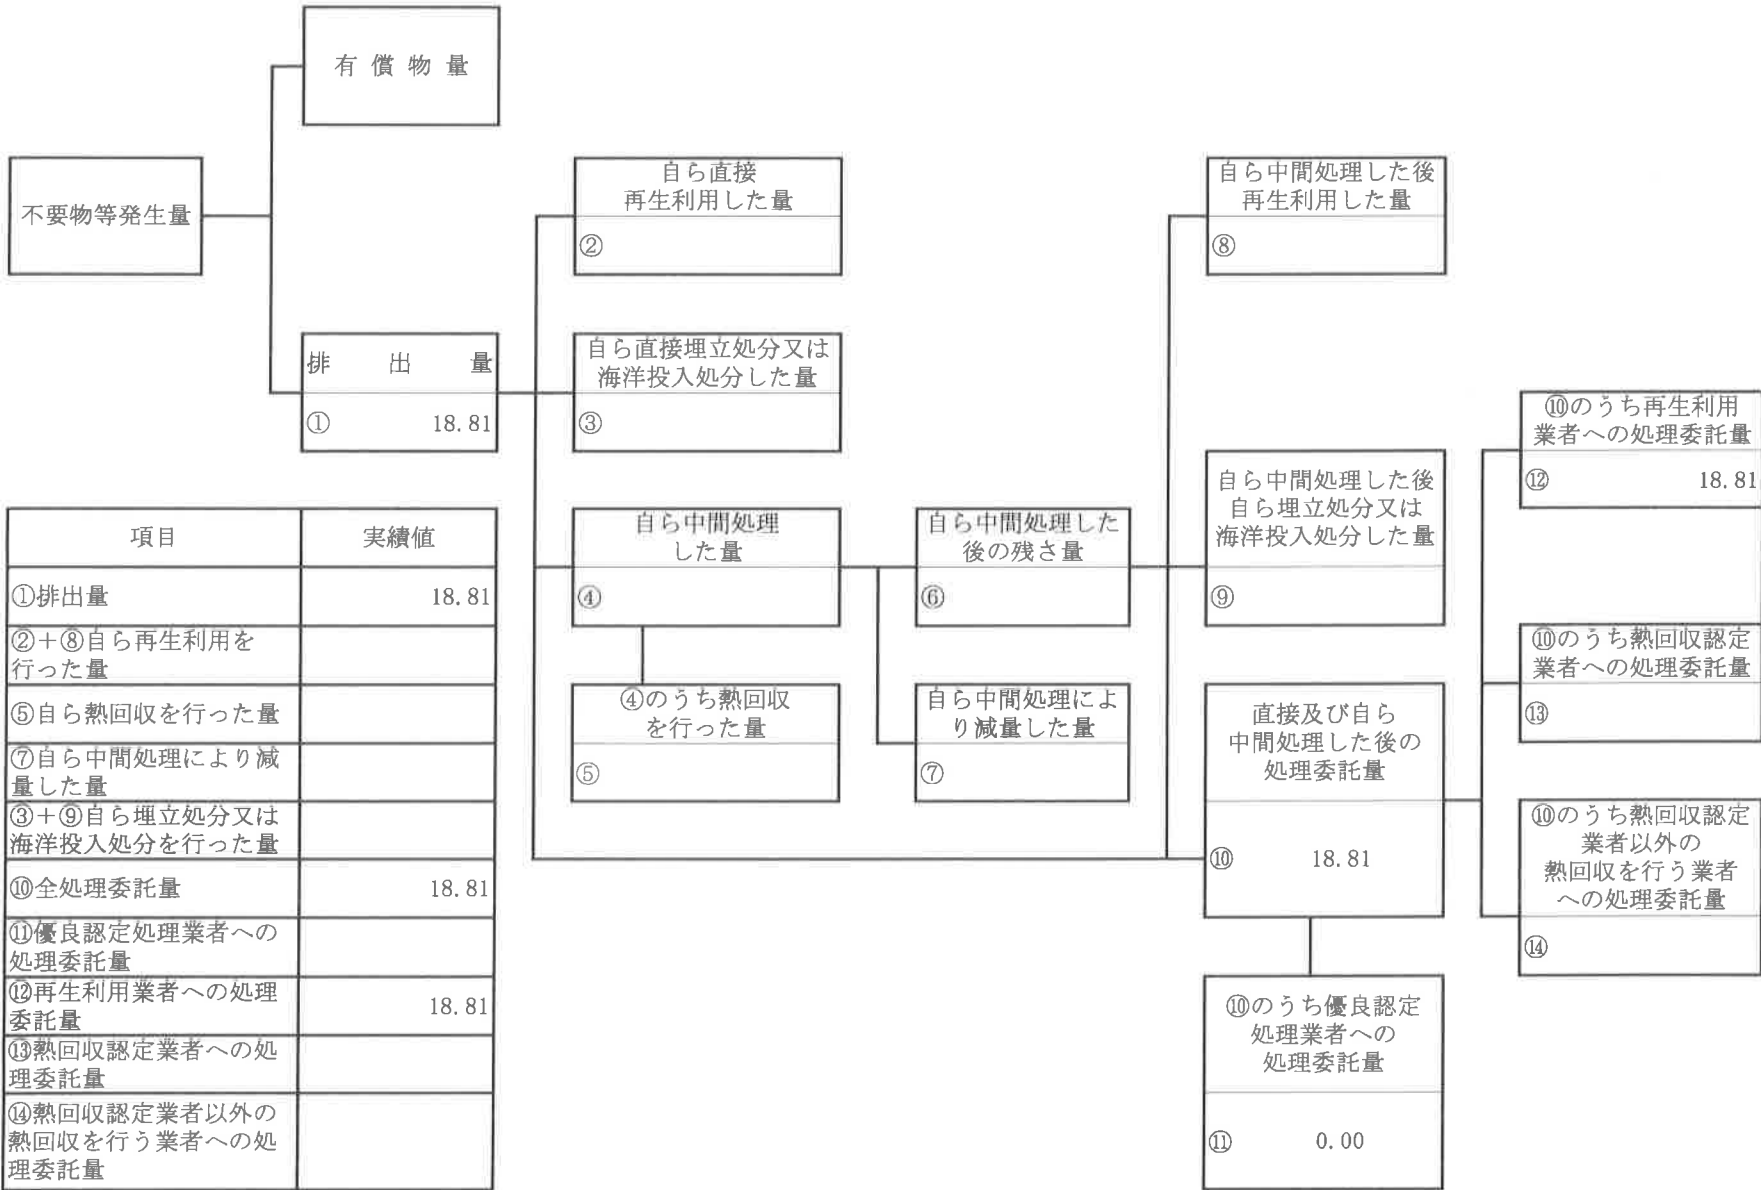 有償物量
不要物等発生量
排出量
① 18.81
自ら直接
再生利用した量
②
自ら直接埋立処分又は
海洋投入処分した量
③
自ら中間処理
した量
④
④のうち熱回収
を行った量
⑤
自ら中間処理した
後の残さ量
⑥
自ら中間処理によ
り減量した量
⑦
自ら中間処理した後
再生利用した量
⑧
自ら中間処理した後
自ら埋立処分又は
海洋投入処分した量
⑨
直接及び自ら
中間処理した後の
処理委託量
⑩ 18.81
⑩のうち優良認定
処理業者への
処理委託量
⑪ 0.00
⑩のうち再生利用
業者への処理委託量
⑫ 18.81
⑩のうち熱回収認定
業者への処理委託量
⑬
⑩のうち熱回収認定
業者以外の
熱回収を行う業者
への処理委託量
⑭
項目 実績値
①排出量 18.81
②+⑧自ら再生利用を
行った量
⑤自ら熱回収を行った量
⑦自ら中間処理により減
量した量
③+⑨自ら埋立処分又は
海洋投入処分を行った量
⑩全処理委託量 18.81
⑪優良認定処理業者への
処理委託量
⑫再生利用業者への処理
委託量 18.81
⑬熱回収認定業者への処
理委託量
⑭熱回収認定業者以外の
熱回収を行う業者への処
理委託量